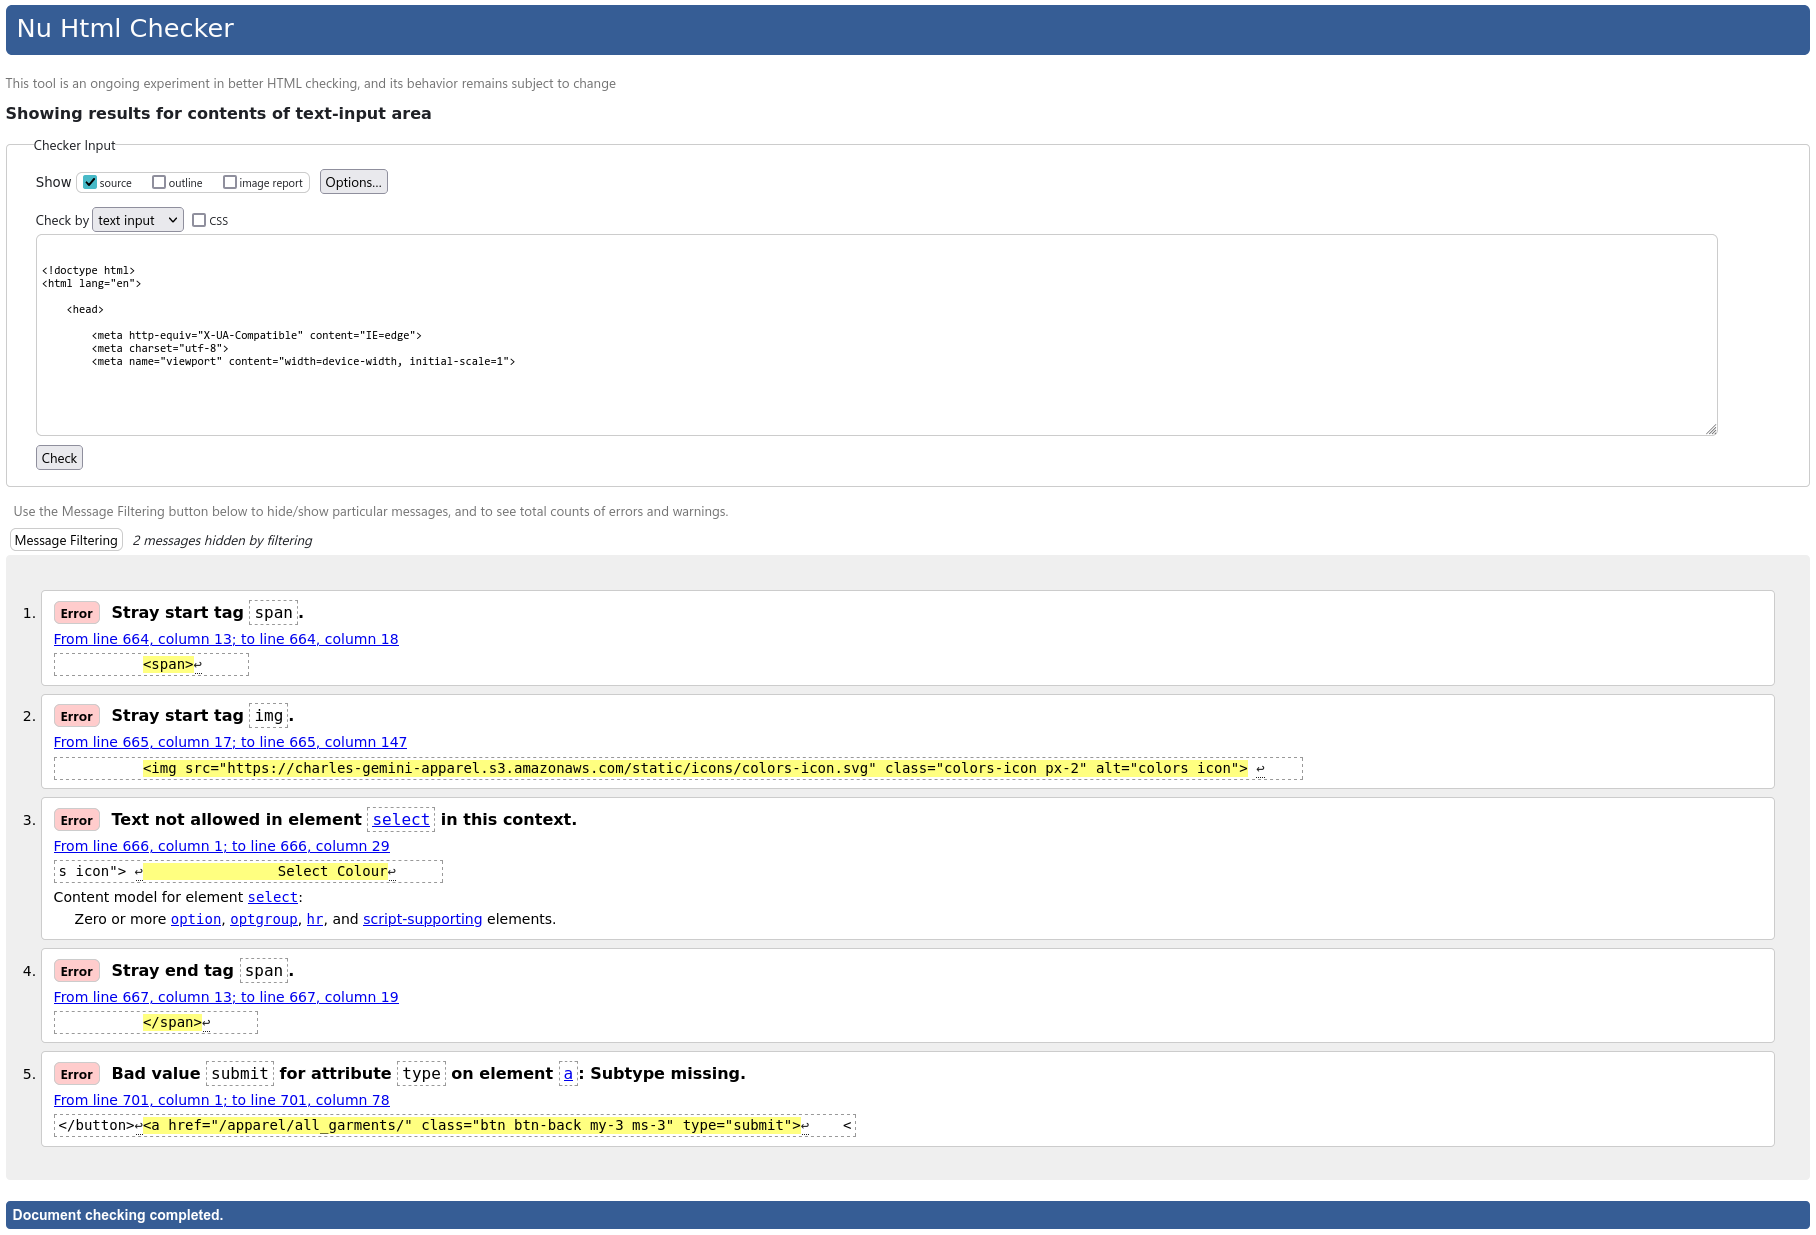 Nu Html Checker
This tool is an ongoing experiment in better HTML checking, and its behavior remains subject to change
Showing results for contents of text-input area
Checker Input
Show source outline image report Options...
Check by text input CSS
<!doctype html>
<html lang="en">
<head>
<meta http-equiv="X-UA-Compatible" content="IE=edge">
<meta charset="utf-8">
<meta name="viewport" content="width=device-width, initial-scale=1">
Check
Use the Message Filtering button below to hide/show particular messages, and to see total counts of errors and warnings.
Message Filtering 2 messages hidden by filtering
1. Error Stray start tag span.
From line 664, column 13; to line 664, column 18
<span>↩
2. Error Stray start tag img.
From line 665, column 17; to line 665, column 147
<img src="https://charles-gemini-apparel.s3.amazonaws.com/static/icons/colors-icon.svg" class="colors-icon px-2" alt="colors icon"> ↩
3. Error Text not allowed in element select in this context.
From line 666, column 1; to line 666, column 29
s icon"> ↩ Select Colour↩
Content model for element select:
Zero or more option, optgroup, hr, and script-supporting elements.
4. Error Stray end tag span.
From line 667, column 13; to line 667, column 19
</span>↩
5. Error Bad value submit for attribute type on element a: Subtype missing.
From line 701, column 1; to line 701, column 78
</button>↩<a href="/apparel/all_garments/" class="btn btn-back my-3 ms-3" type="submit">↩ <
Document checking completed.